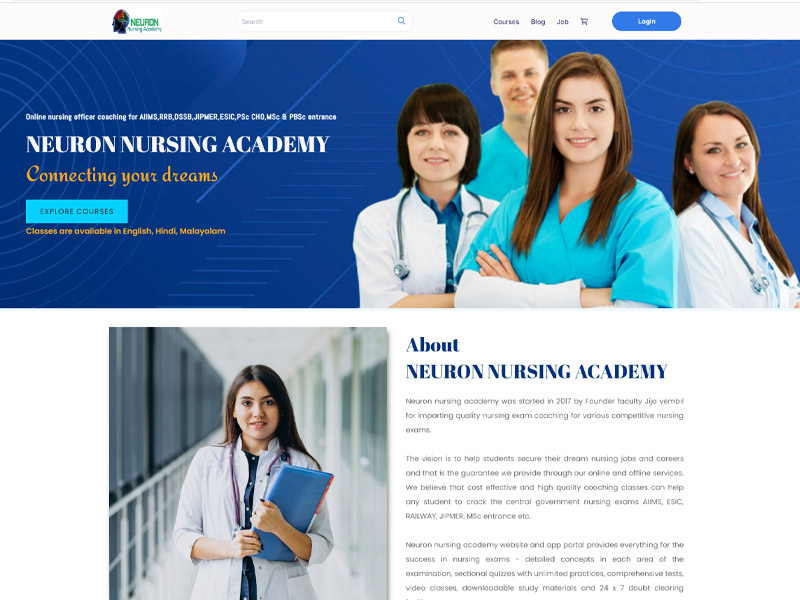 NEURON
Nursing Academy
Search
Courses
Blog
Job
Login
Online nursing officer coaching for AIIMS,RRB,DSSB,JIPMER,ESIC,PSc CHO,MSc & PBSc entrance
NEURON NURSING ACADEMY
Connecting your dreams
EXPLORE COURSES
Classes are available in English, Hindi, Malayalam
About
NEURON NURSING ACADEMY
Neuron nursing academy was started in 2017 by Founder faculty Jijo vembil
for imparting quality nursing exam coaching for various competitive nursing
exams.
The vision is to help students secure their dream nursing jobs and careers
and that is the guarantee we provide through our online and offline services.
We believe that cost effective and high quality coaching classes can help
any student to crack the central government nursing exams AIIMS, ESIC,
RAILWAY, JIPMER, MSc entrance etc.
Neuron nursing academy website and app portal provides everything for the
success in nursing exams - detailed concepts in each area of the
examination, sectional quizzes with unlimited practices, comprehensive tests,
video classes, downloadable study materials and 24 x 7 doubt clearing